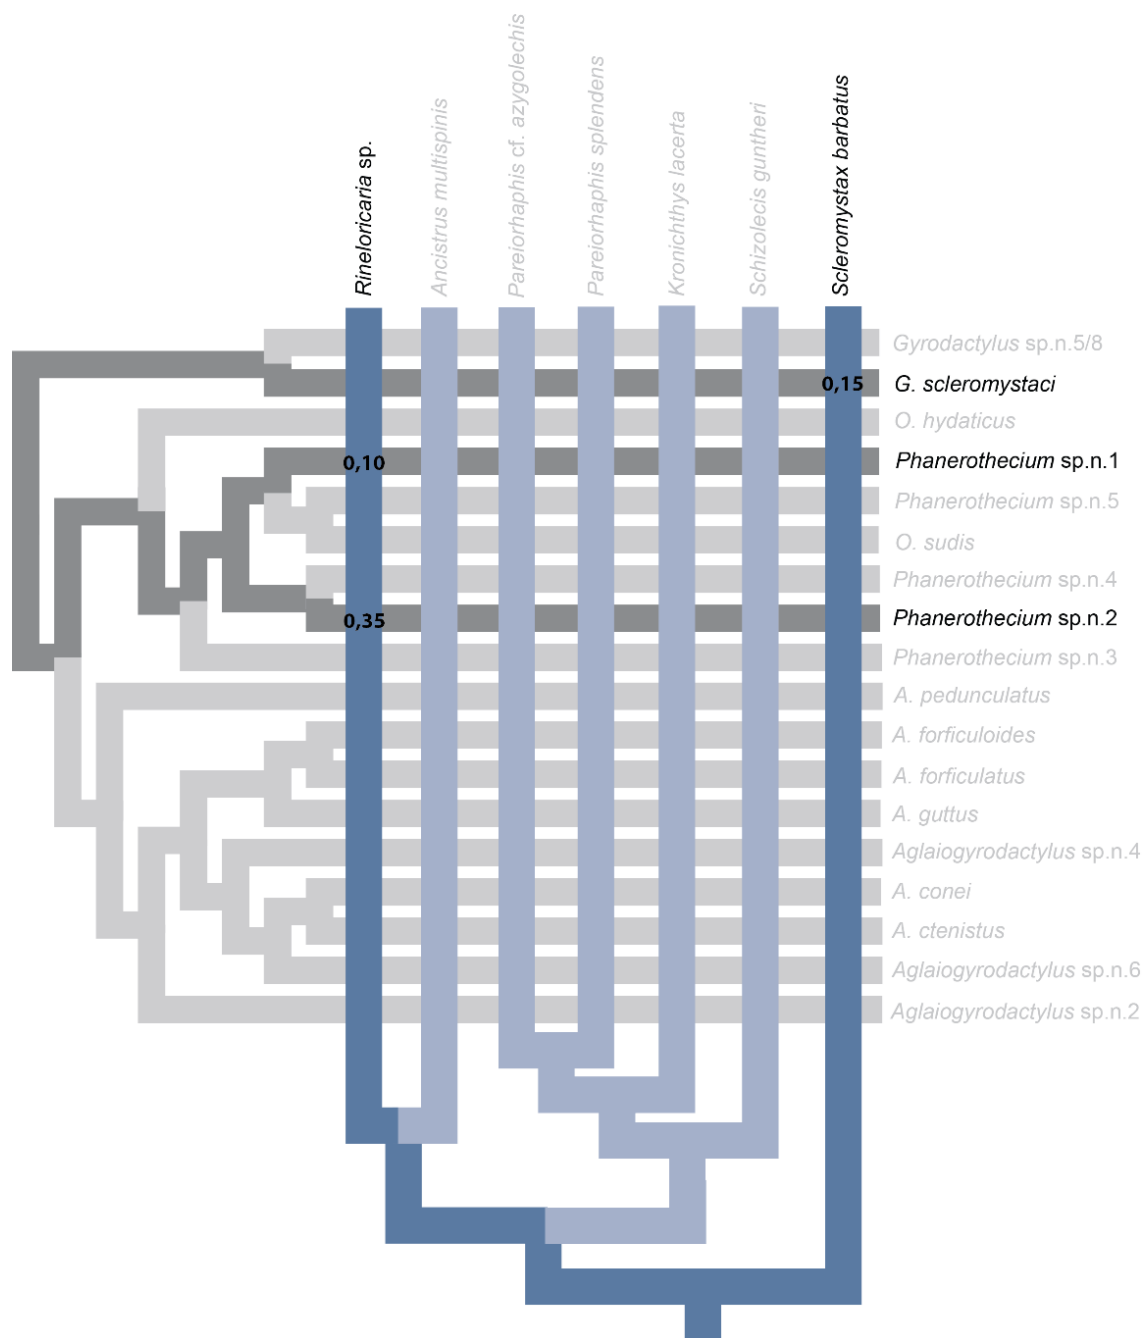 Rineloricaria sp.
Ancistrus multispinis
Pareiorhaphis cf. azygolechis
Pareiorhaphis splendens
Kronichthys lacerta
Schizolecis guntheri
Scleromystax barbatus
Gyrodactylus sp.n.5/8
0,15 G. scleromystaci
O. hydaticus
0,10 Phanerothecium sp.n.1
Phanerothecium sp.n.5
O. sudis
Phanerothecium sp.n.4
0,35 Phanerothecium sp.n.2
Phanerothecium sp.n.3
A. pedunculatus
A. forficuloides
A. forficulatus
A. guttus
Aglaiogyrodactylus sp.n.4
A. conei
A. ctenistus
Aglaiogyrodactylus sp.n.6
Aglaiogyrodactylus sp.n.2